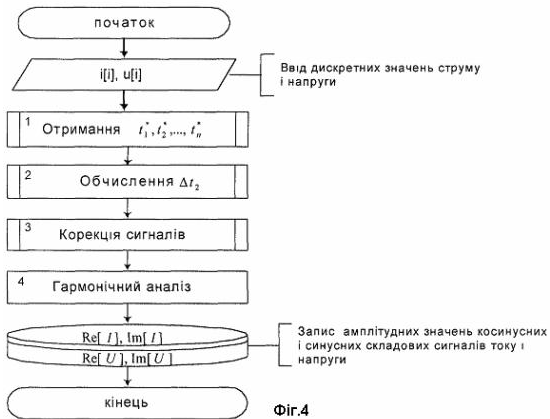 початок
i[i], u[i]
Ввід дискретних значень струму
і напруги
1 Отримання t₁*, t₂*, ..., tₙ*
2 Обчислення Δt₂
3 Корекція сигналів
4 Гармонічний аналіз
Re[ I ], Im[ I ]
Re[ U ], Im[ U ]
Запис амплітудних значень косинусних
і синусних складових сигналів току і
напруги
кінець
Фіг.4